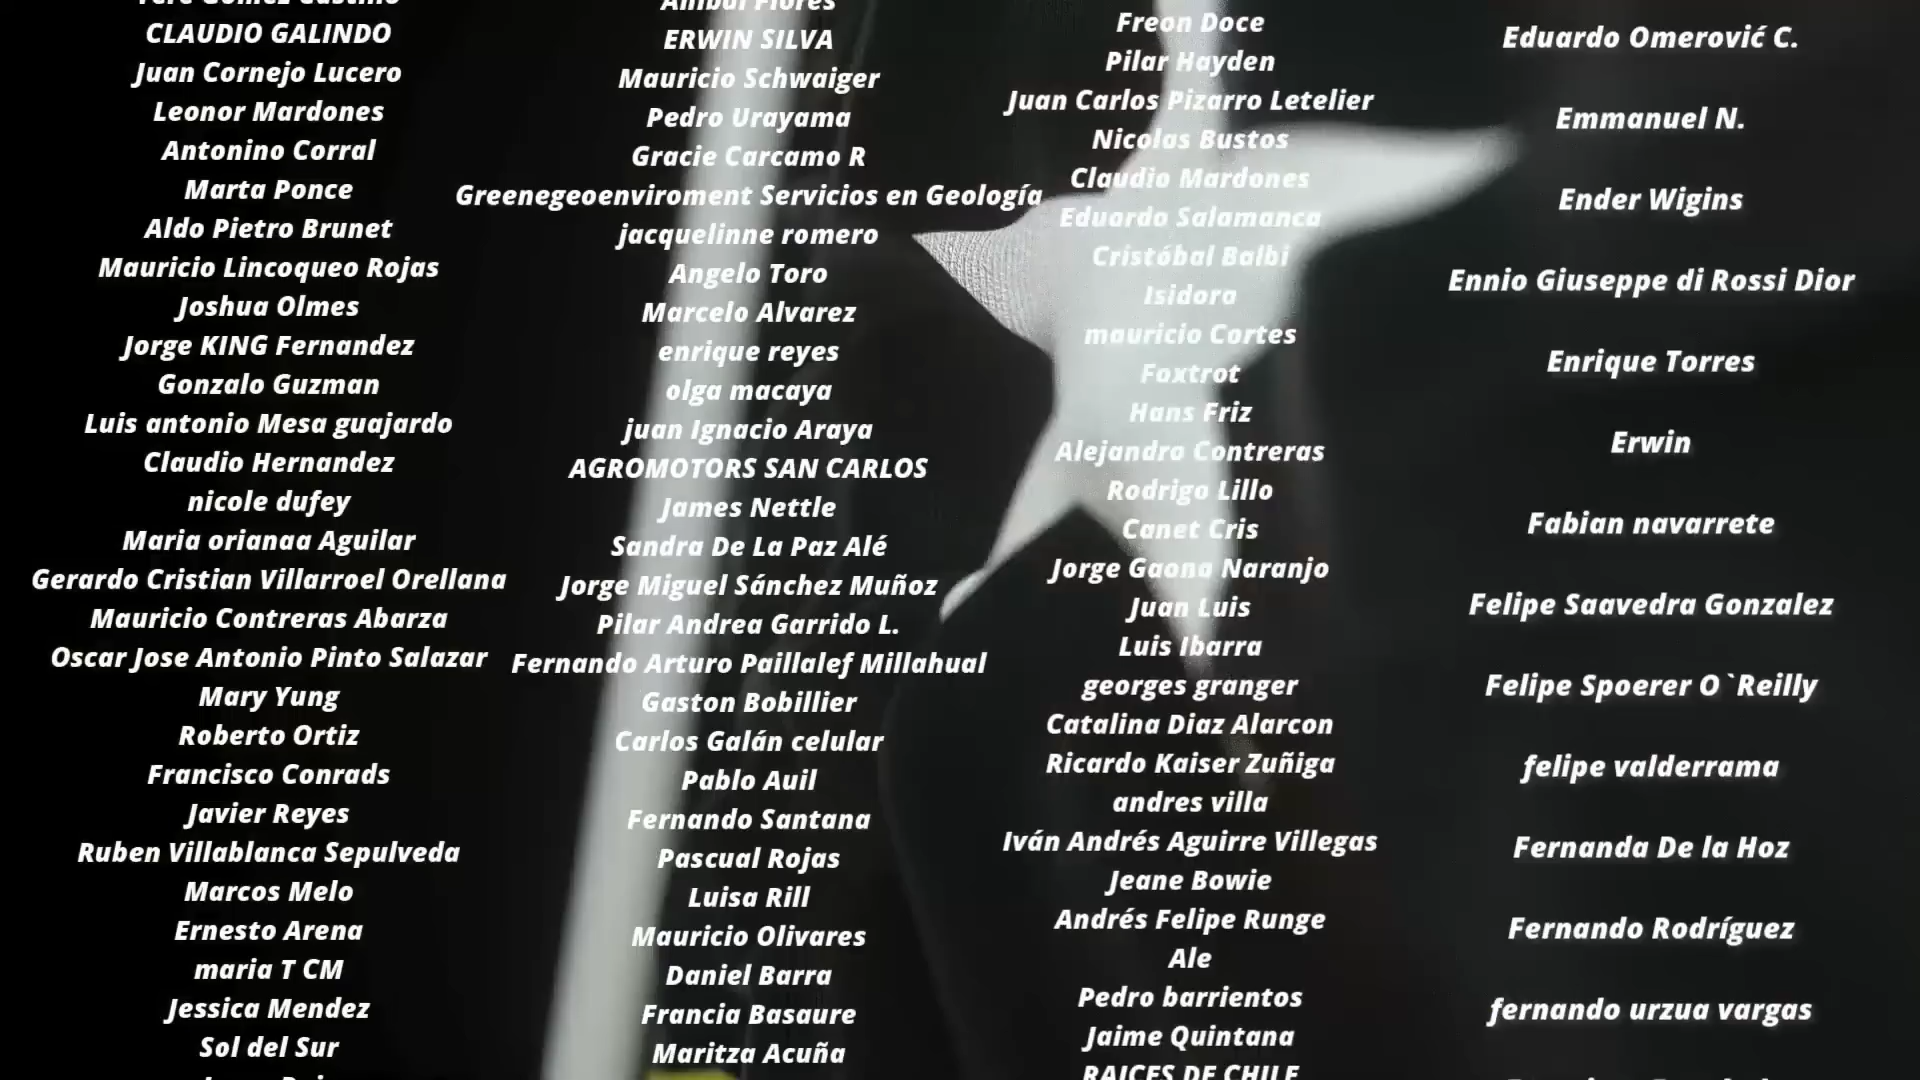 CLAUDIO GALINDO
Juan Cornejo Lucero
Leonor Mardones
Antonino Corral
Marta Ponce
Aldo Pietro Brunet
Mauricio Lincoqueo Rojas
Joshua Olmes
Jorge KING Fernandez
Gonzalo Guzman
Luis antonio Mesa guajardo
Claudio Hernandez
nicole dufey
Maria orianaa Aguilar
Gerardo Cristian Villarroel Orellana
Mauricio Contreras Abarza
Oscar Jose Antonio Pinto Salazar
Mary Yung
Roberto Ortiz
Francisco Conrads
Javier Reyes
Ruben Villablanca Sepulveda
Marcos Melo
Ernesto Arena
maria T CM
Jessica Mendez
Sol del Sur
Anibal Flores
ERWIN SILVA
Mauricio Schwaiger
Pedro Urayama
Gracie Carcamo R
Greenegeoenviroment Servicios en Geología
jacquelinne romero
Angelo Toro
Marcelo Alvarez
enrique reyes
olga macaya
juan Ignacio Araya
AGROMOTORS SAN CARLOS
James Nettle
Sandra De La Paz Alé
Jorge Miguel Sánchez Muñoz
Pilar Andrea Garrido L.
Fernando Arturo Paillalef Millahual
Gaston Bobillier
Carlos Galán celular
Pablo Auil
Fernando Santana
Pascual Rojas
Luisa Rill
Mauricio Olivares
Daniel Barra
Francia Basaure
Maritza Acuña
Freon Doce
Pilar Hayden
Juan Carlos Pizarro Letelier
Nicolas Bustos
Claudio Mardones
Eduardo Salamanca
Cristóbal Balbi
Isidora
mauricio Cortes
Foxtrot
Hans Friz
Alejandro Contreras
Rodrigo Lillo
Canet Cris
Jorge Gaona Naranjo
Juan Luis
Luis Ibarra
georges granger
Catalina Diaz Alarcon
Ricardo Kaiser Zuñiga
andres villa
Iván Andrés Aguirre Villegas
Jeane Bowie
Andrés Felipe Runge
Ale
Pedro barrientos
Jaime Quintana
RAICES DE CHILE
Eduardo Omerović C.
Emmanuel N.
Ender Wigins
Ennio Giuseppe di Rossi Dior
Enrique Torres
Erwin
Fabian navarrete
Felipe Saavedra Gonzalez
Felipe Spoerer O`Reilly
felipe valderrama
Fernanda De la Hoz
Fernando Rodríguez
fernando urzua vargas